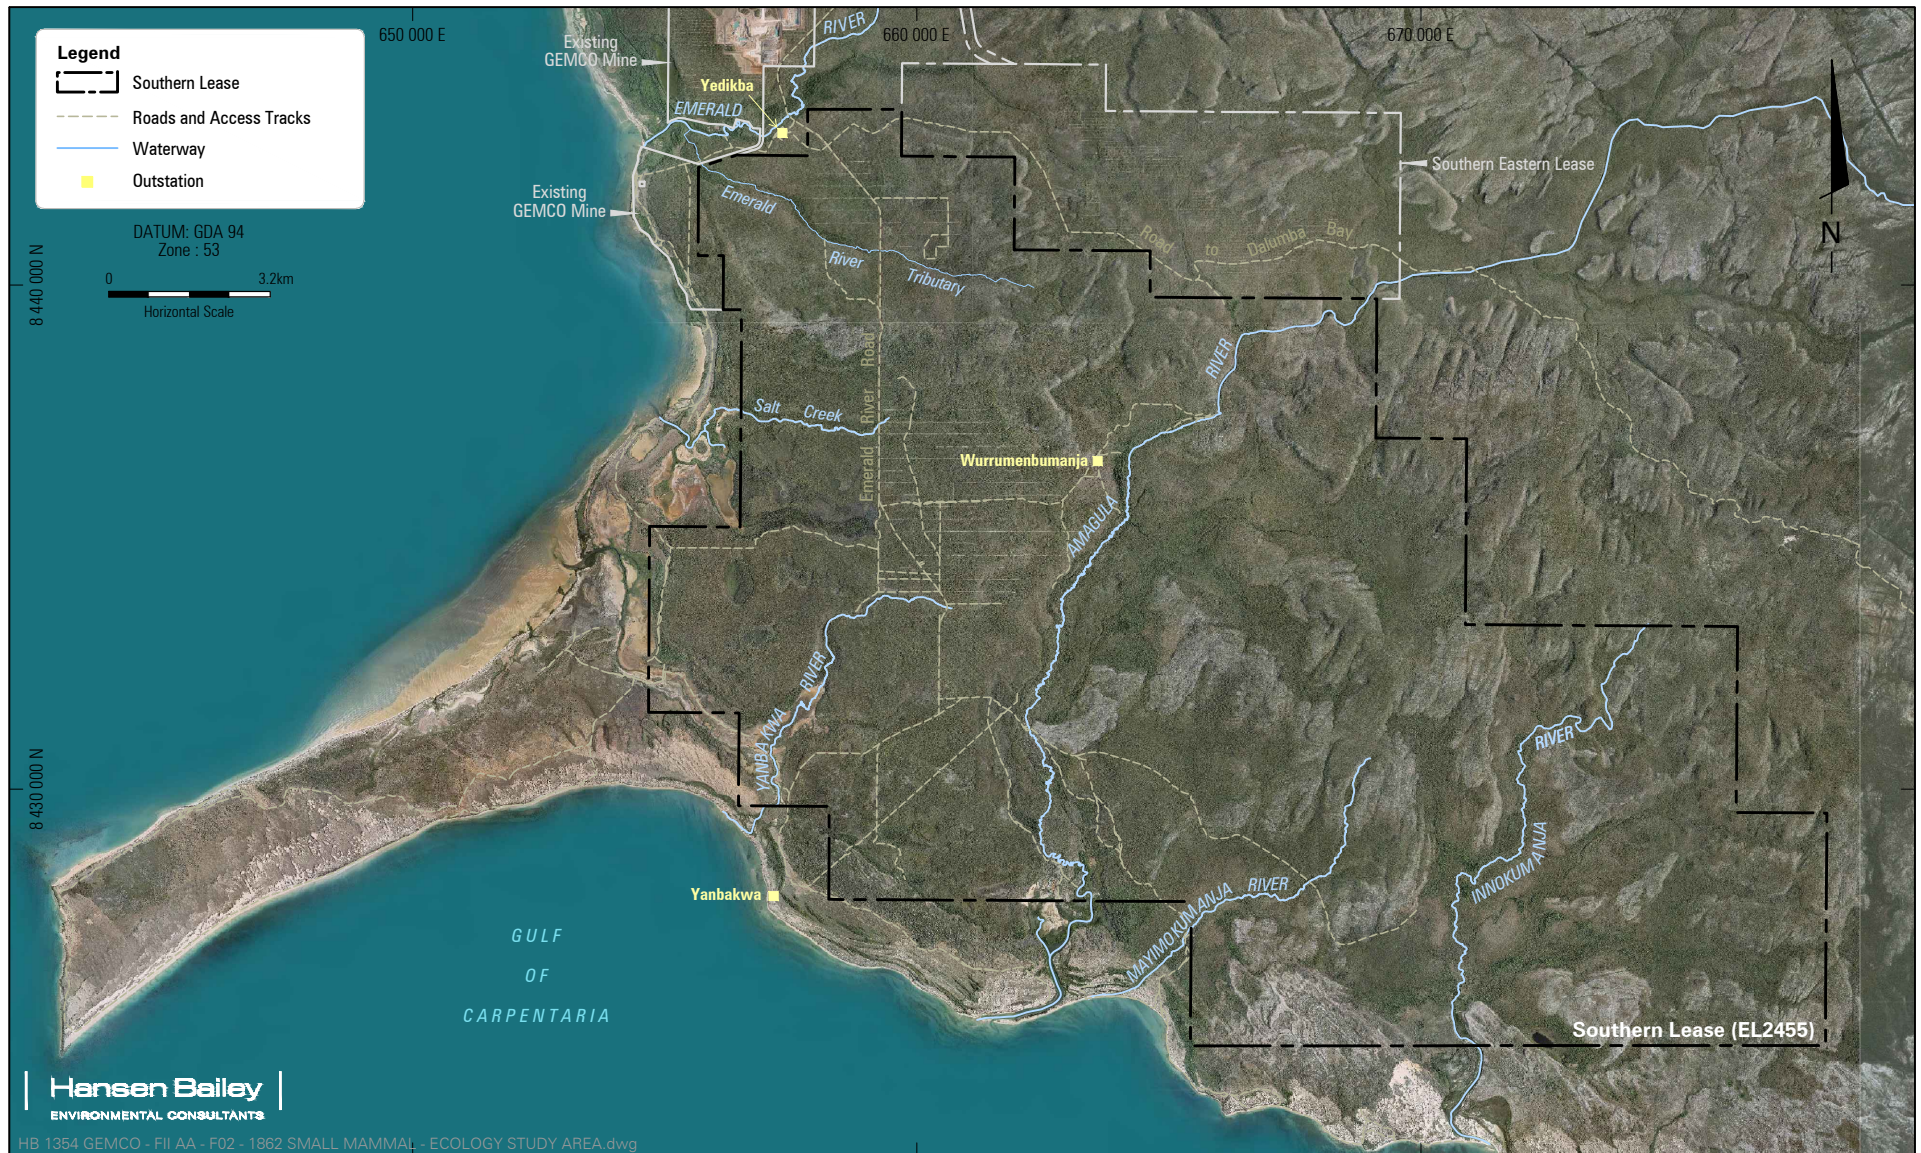 Legend
Southern Lease
Roads and Access Tracks
Waterway
Outstation
DATUM: GDA 94
Zone : 53
0 3.2km
Horizontal Scale
650 000 E
660 000 E
670 000 E
8 440 000 N
8 430 000 N
Existing
GEMCO Mine
RIVER
Yedikba
EMERALD
Existing
GEMCO Mine
Emerald
River
Tributary
Southern Eastern Lease
Road to Dalumba Bay
N
Emerald River Road
Salt Creek
RIVER
Wurrumenbumanja
AMAGULA
YANBAKWA RIVER
RIVER
INNOKUMANJA
MAYIMOKUMANJA RIVER
Yanbakwa
GULF
OF
CARPENTARIA
Southern Lease (EL2455)
Hansen Bailey
ENVIRONMENTAL CONSULTANTS
HB 1354 GEMCO - FII AA - F02 - 1862 SMALL MAMMAL - ECOLOGY STUDY AREA.dwg